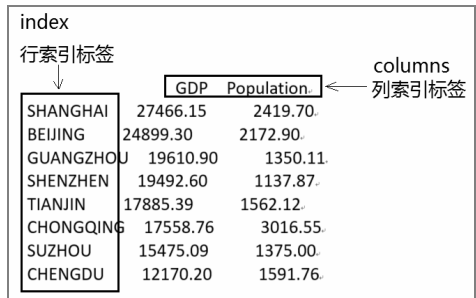 index
行索引标签
columns
列索引标签
GDP Population
SHANGHAI 27466.15 2419.70
BEIJING 24899.30 2172.90
GUANGZHOU 19610.90 1350.11
SHENZHEN 19492.60 1137.87
TIANJIN 17885.39 1562.12
CHONGQING 17558.76 3016.55
SUZHOU 15475.09 1375.00
CHENGDU 12170.20 1591.76